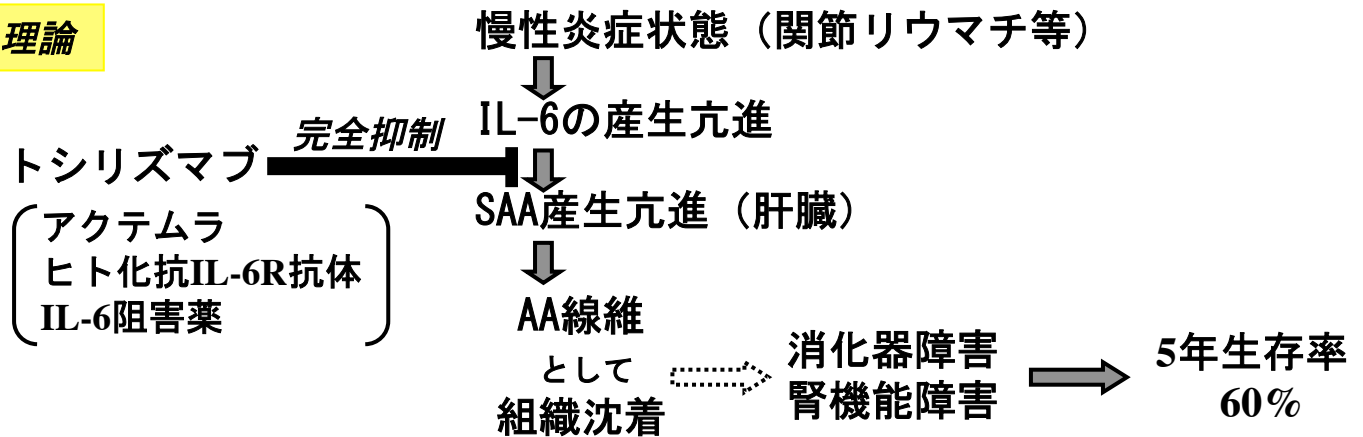 理論
慢性炎症状態（関節リウマチ等）
IL-6の産生亢進
完全抑制
トシリズマブ
SAA産生亢進（肝臓）
アクテムラ
ヒト化抗IL-6R抗体
IL-6阻害薬
AA線維
として
組織沈着
消化器障害
腎機能障害
5年生存率
60%